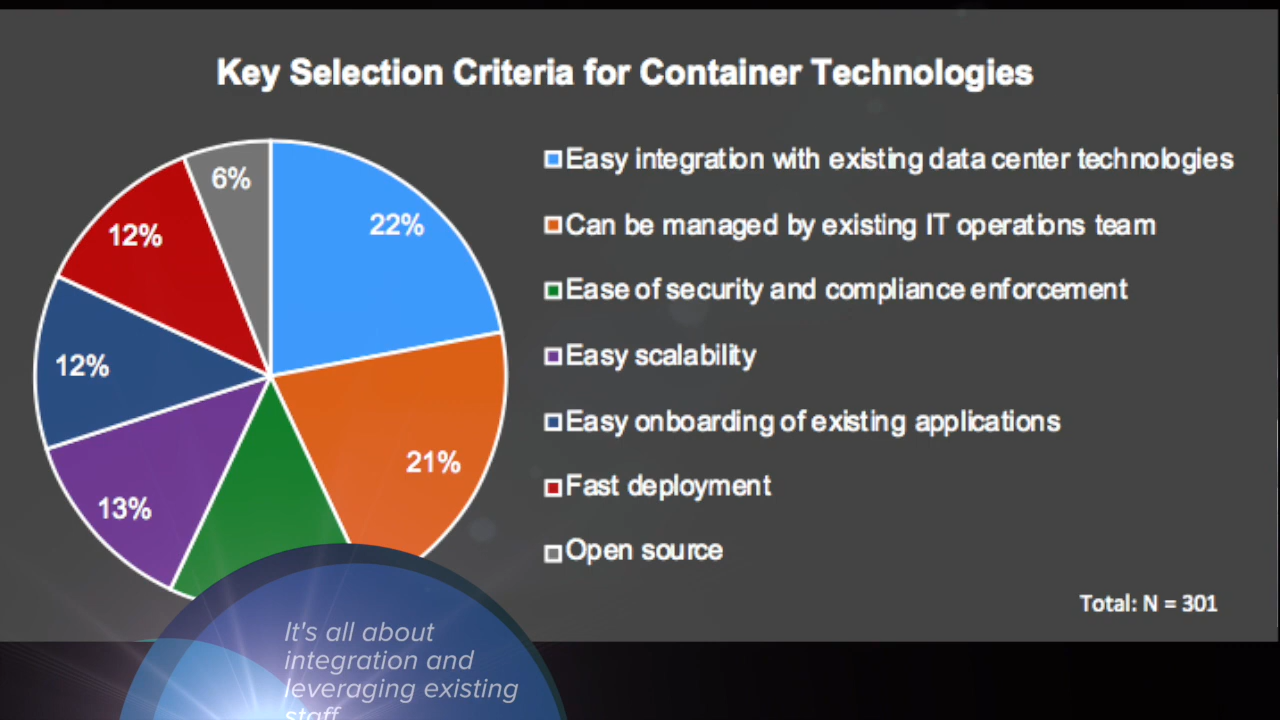 Key Selection Criteria for Container Technologies
6%
22%
12%
12%
21%
13%
Easy integration with existing data center technologies
Can be managed by existing IT operations team
Ease of security and compliance enforcement
Easy scalability
Easy onboarding of existing applications
Fast deployment
Open source
Total: N = 301
It's all about
integration and
leveraging existing
staff